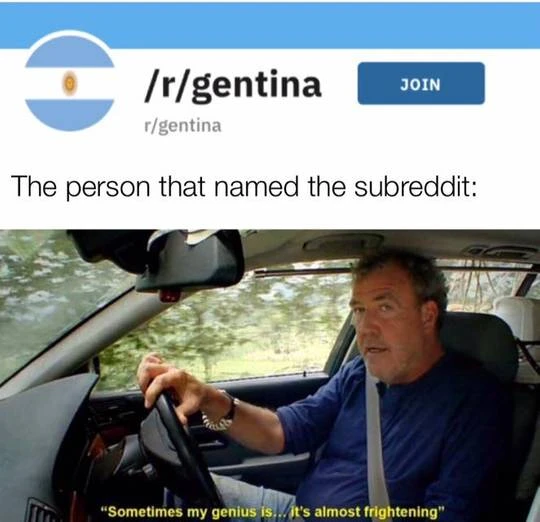 /r/gentina
JOIN
r/gentina
The person that named the subreddit:
“Sometimes my genius is... it's almost frightening”